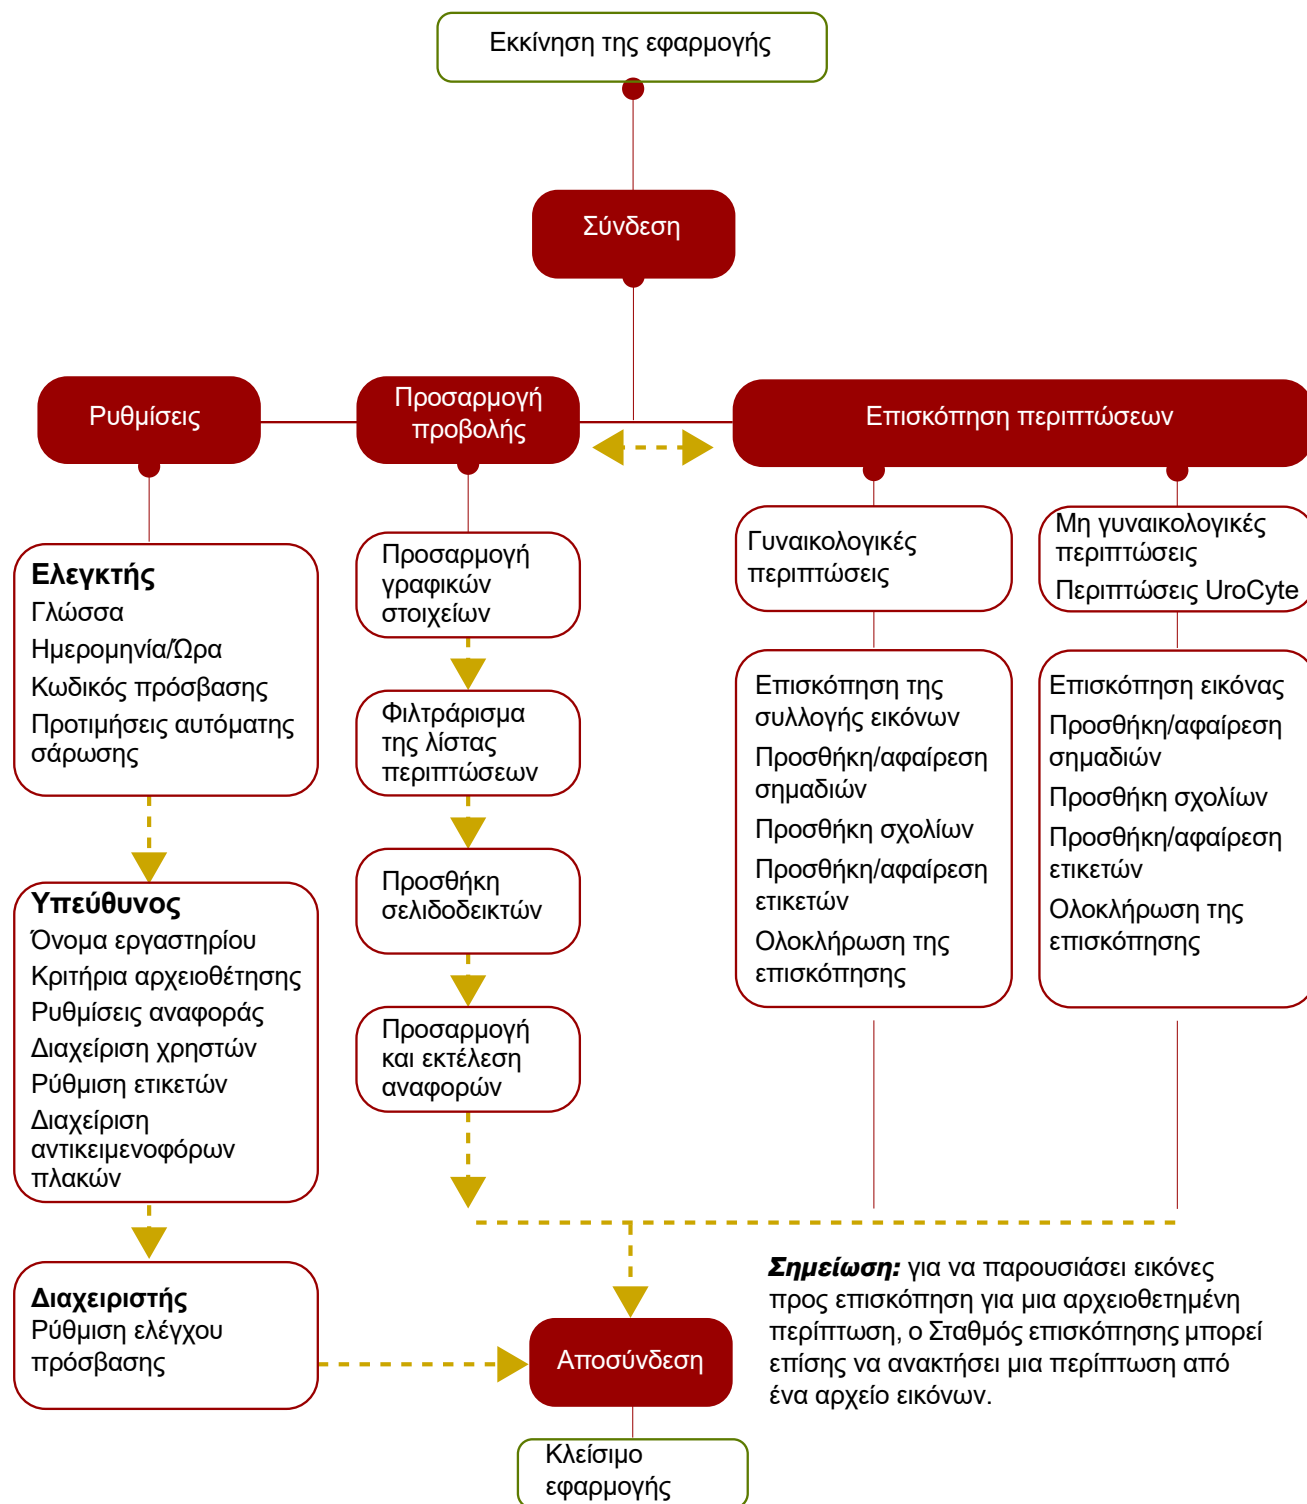 Εκκίνηση της εφαρμογής
Σύνδεση
Ρυθμίσεις
Προσαρμογή
προβολής
Επισκόπηση περιπτώσεων
Ελεγκτής
Γλώσσα
Ημερομηνία/Ώρα
Κωδικός πρόσβασης
Προτιμήσεις αυτόματης
σάρωσης
Υπεύθυνος
Όνομα εργαστηρίου
Κριτήρια αρχειοθέτησης
Ρυθμίσεις αναφοράς
Διαχείριση χρηστών
Ρύθμιση ετικετών
Διαχείριση
αντικειμενοφόρων
πλακών
Διαχειριστής
Ρύθμιση ελέγχου
πρόσβασης
Προσαρμογή
γραφικών
στοιχείων
Φιλτράρισμα
της λίστας
περιπτώσεων
Προσθήκη
σελιδοδεικτών
Προσαρμογή
και εκτέλεση
αναφορών
Γυναικολογικές
περιπτώσεις
Επισκόπηση της
συλλογής εικόνων
Προσθήκη/αφαίρεση
σημαδιών
Προσθήκη σχολίων
Προσθήκη/αφαίρεση
ετικετών
Ολοκλήρωση της
επισκόπησης
Μη γυναικολογικές
περιπτώσεις
Περιπτώσεις UroCyte
Επισκόπηση εικόνας
Προσθήκη/αφαίρεση
σημαδιών
Προσθήκη σχολίων
Προσθήκη/αφαίρεση
ετικετών
Ολοκλήρωση της
επισκόπησης
Σημείωση: για να παρουσιάσει εικόνες
προς επισκόπηση για μια αρχειοθετημένη
περίπτωση, ο Σταθμός επισκόπησης μπορεί
επίσης να ανακτήσει μια περίπτωση από
ένα αρχείο εικόνων.
Αποσύνδεση
Κλείσιμο
εφαρμογής